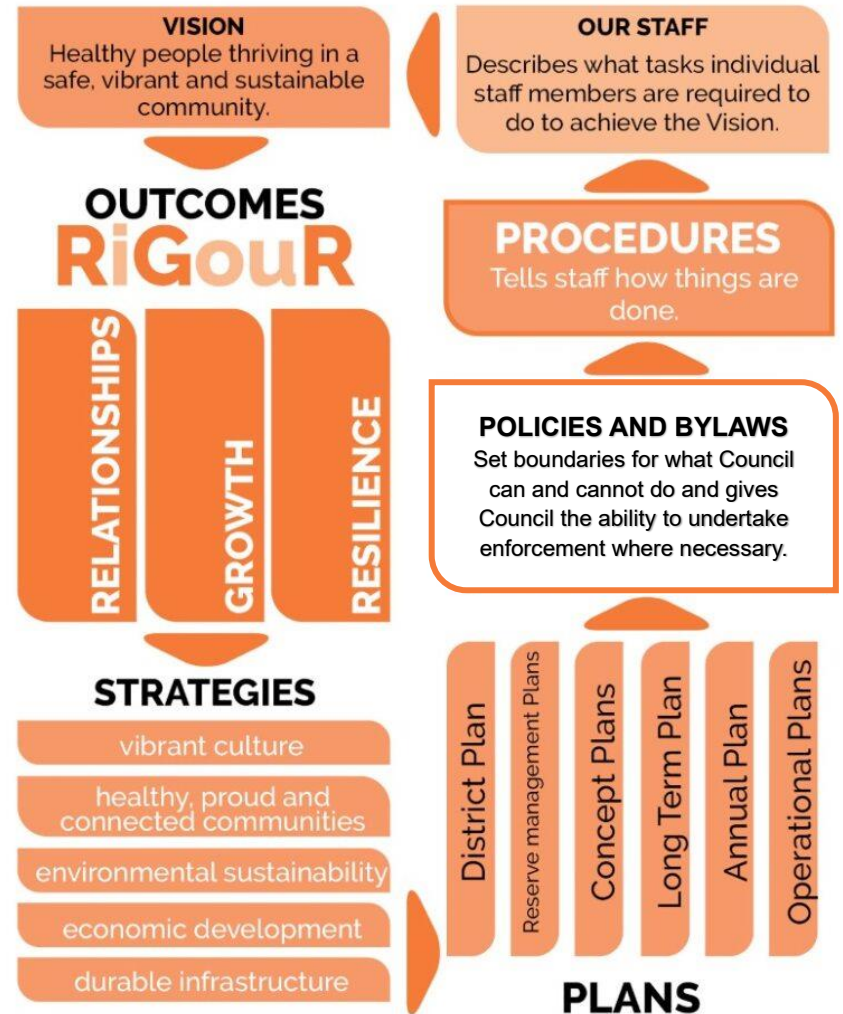 VISION
Healthy people thriving in a
safe, vibrant and sustainable
community.
OUTCOMES
RiGouR
RELATIONSHIPS
GROWTH
RESILIENCE
STRATEGIES
vibrant culture
healthy, proud and
connected communities
environmental sustainability
economic development
durable infrastructure
District Plan
Reserve management Plans
Concept Plans
Long Term Plan
Annual Plan
Operational Plans
PLANS
POLICIES AND BYLAWS
Set boundaries for what Council
can and cannot do and gives
Council the ability to undertake
enforcement where necessary.
PROCEDURES
Tells staff how things are
done.
OUR STAFF
Describes what tasks individual
staff members are required to
do to achieve the Vision.